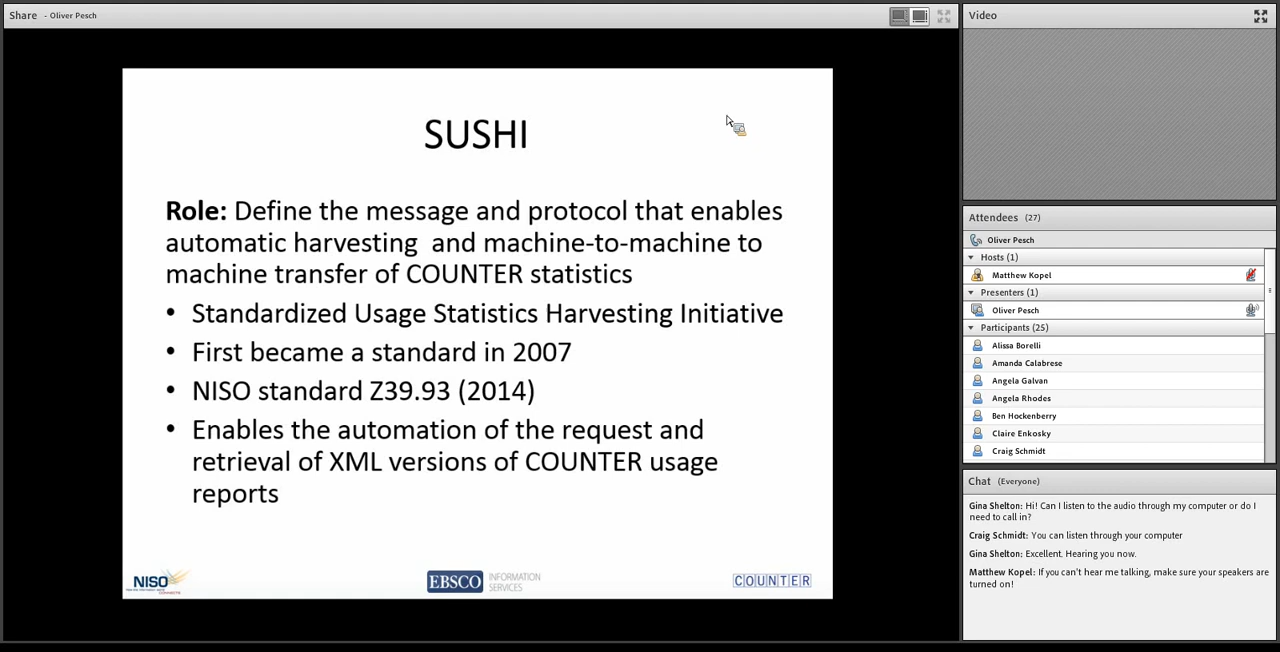 Share - Oliver Pesch
SUSHI
Role: Define the message and protocol that enables
automatic harvesting and machine-to-machine to
machine transfer of COUNTER statistics
• Standardized Usage Statistics Harvesting Initiative
• First became a standard in 2007
• NISO standard Z39.93 (2014)
• Enables the automation of the request and
retrieval of XML versions of COUNTER usage
reports
NISO
EBSCO INFORMATION
SERVICES
COUNTER
Video
Attendees (27)
Oliver Pesch
Hosts (1)
Matthew Kopel
Presenters (1)
Oliver Pesch
Participants (25)
Alissa Borelli
Amanda Calabrese
Angela Galvan
Angela Rhodes
Ben Hockenberry
Claire Enkosky
Craig Schmidt
Chat (Everyone)
Gina Shelton: Hi! Can I listen to the audio through my computer or do I
need to call in?
Craig Schmidt: You can listen through your computer
Gina Shelton: Excellent. Hearing you now.
Matthew Kopel: If you can't hear me talking, make sure your speakers are
turned on!